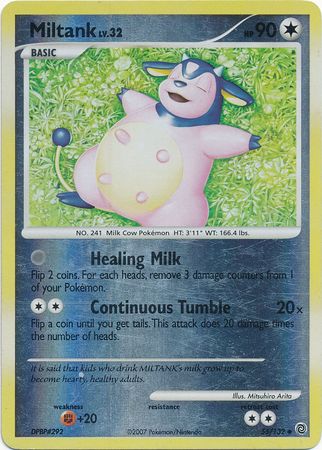 Miltank LV.32 HP 90
BASIC
NO. 241 Milk Cow Pokémon HT: 3'11" WT: 166.4 lbs.
Healing Milk
Flip 2 coins. For each heads, remove 3 damage counters from 1
of your Pokémon.
Continuous Tumble 20×
Flip a coin until you get tails. This attack does 20 damage times
the number of heads.
It is said that kids who drink MILTANK's milk grow up to
become hearty, healthy adults.
Illus. Mitsuhiro Arita
weakness resistance retreat cost
+20
DPBP#292 ©2007 Pokémon/Nintendo 55/132